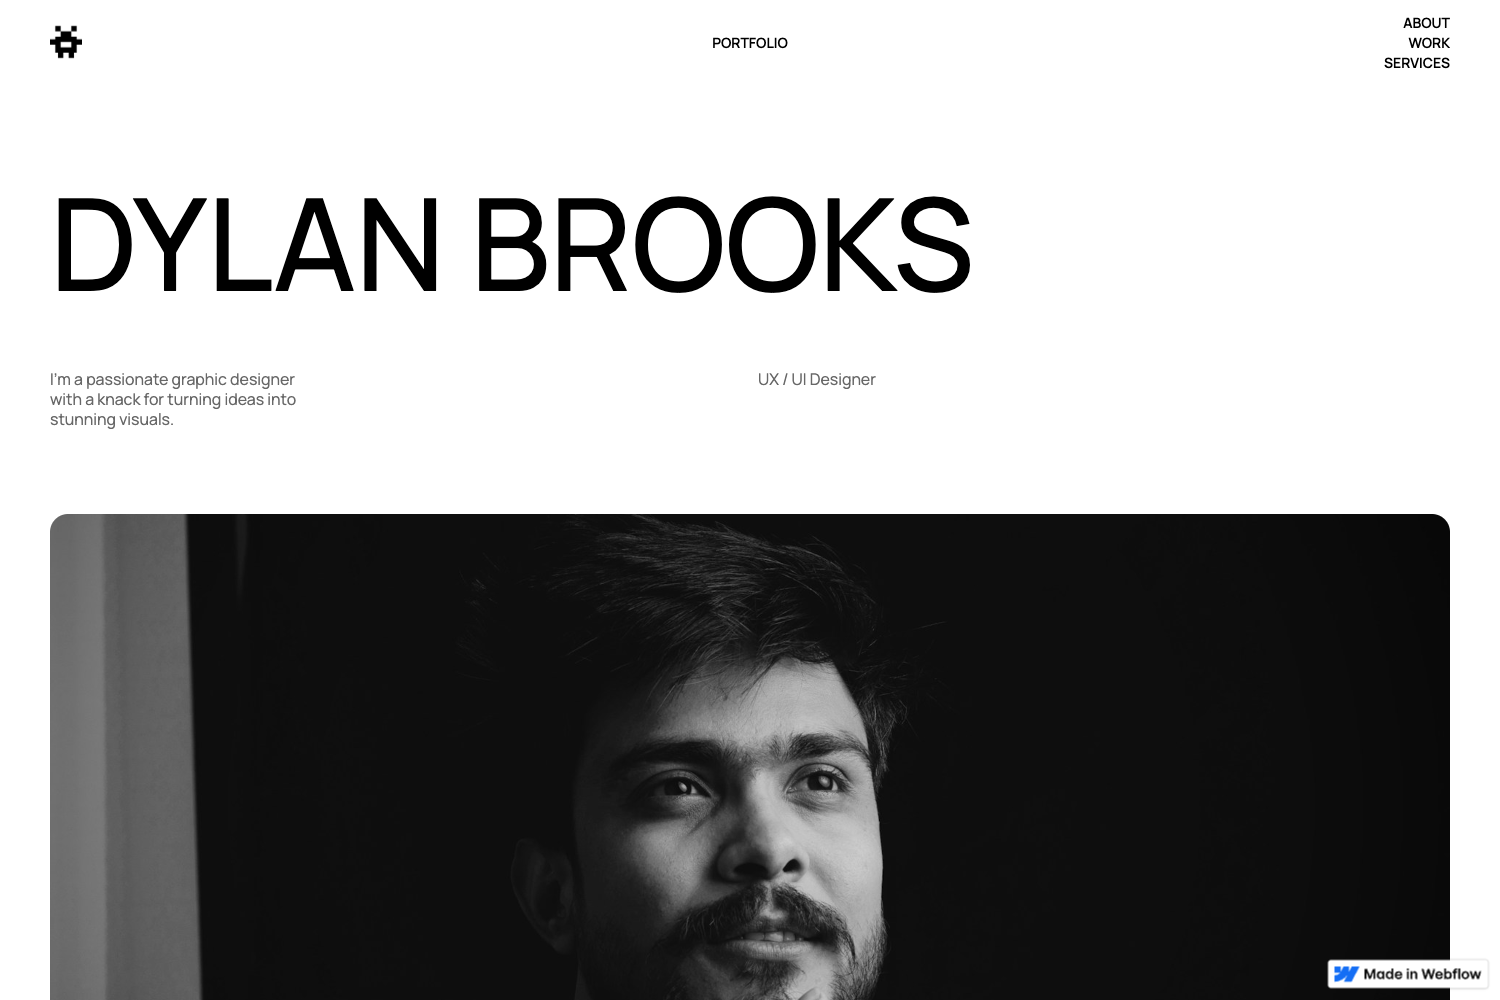 PORTFOLIO
ABOUT
WORK
SERVICES
DYLAN BROOKS
I'm a passionate graphic designer
with a knack for turning ideas into
stunning visuals.
UX / UI Designer
Made in Webflow